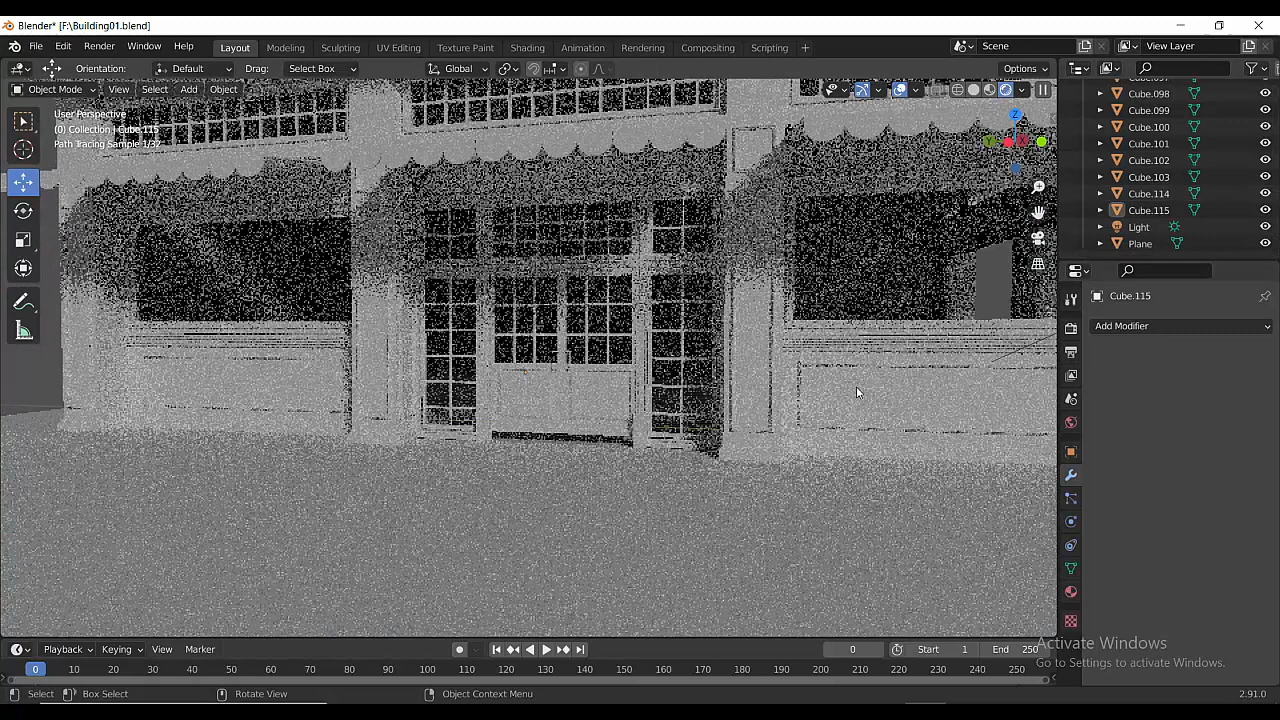 Blender* [F:\Building01.blend]
File Edit Render Window Help Layout Modeling Sculpting UV Editing Texture Paint Shading Animation Rendering Compositing Scripting + Scene View Layer
Orientation: Default Drag: Select Box Global Options
Object Mode View Select Add Object
User Perspective
(0) Collection | Cube.115
Path Tracing Sample 1/32
Z
Cube.098
Cube.099
Cube.100
Cube.101
Cube.102
Cube.103
Cube.114
Cube.115
Light
Plane
Cube.115
Add Modifier
Activate Windows
Go to Settings to activate Windows.
Playback Keying View Marker 0 Start 1 End 250
0 10 20 30 40 50 60 70 80 90 100 110 120 130 140 150 160 170 180 190 200 210 220 230 240 250
Select Box Select Rotate View Object Context Menu 2.91.0